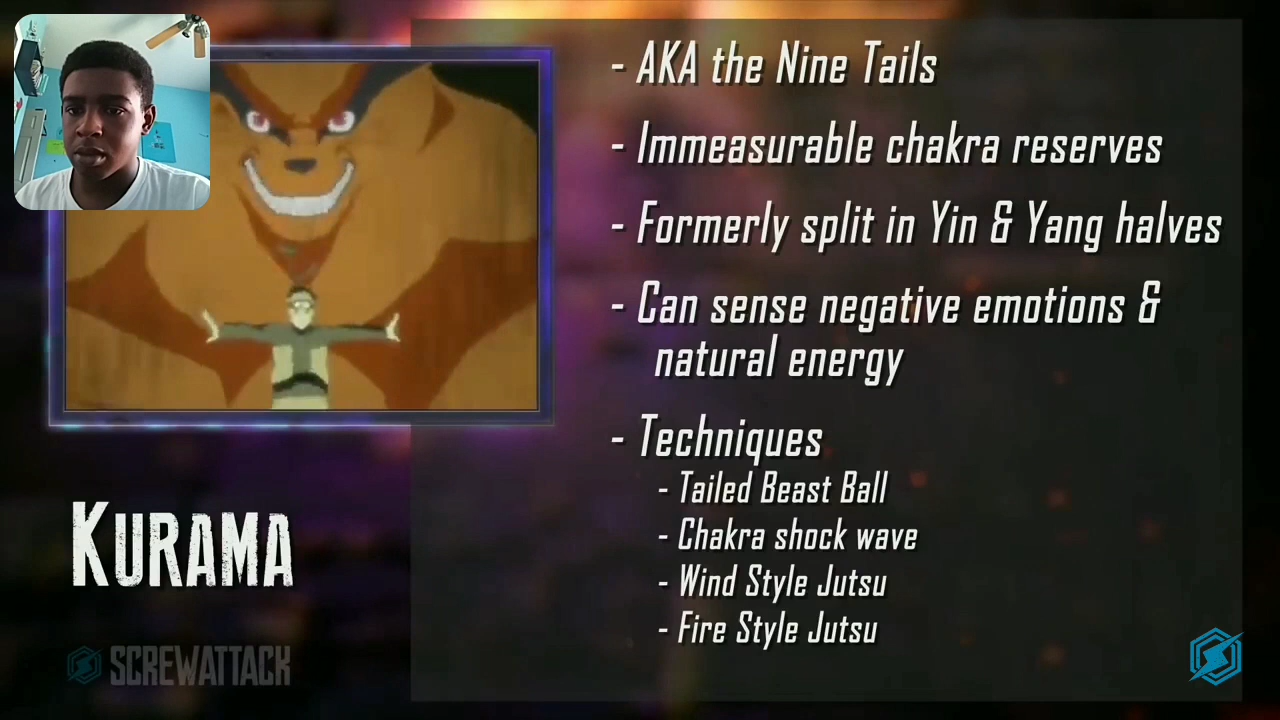 - AKA the Nine Tails
- Immeasurable chakra reserves
- Formerly split in Yin & Yang halves
- Can sense negative emotions &
natural energy
- Techniques
- Tailed Beast Ball
- Chakra shock wave
- Wind Style Jutsu
- Fire Style Jutsu
KURAMA
SCREWATTACK